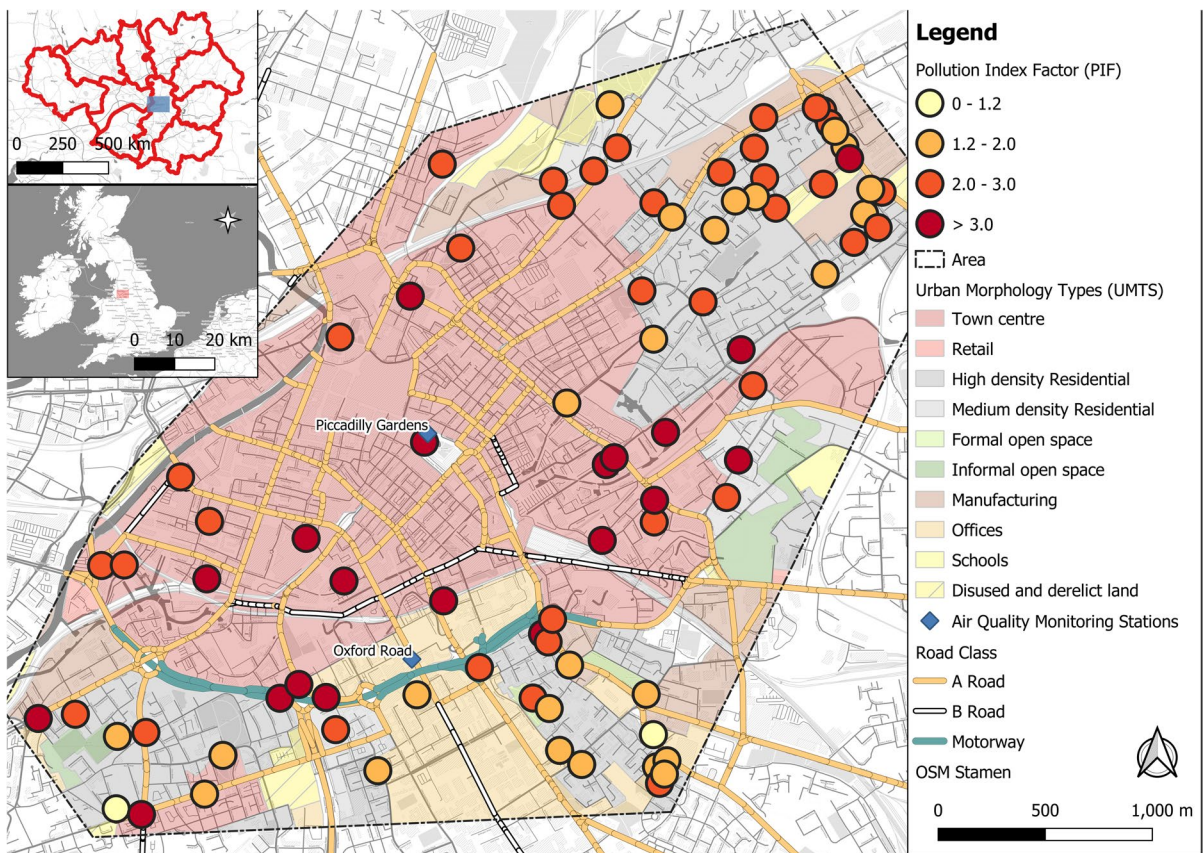 0 250 500 km
0 10 20 km
Piccadilly Gardens
Oxford Road
Legend
Pollution Index Factor (PIF)
0 - 1.2
1.2 - 2.0
2.0 - 3.0
> 3.0
Area
Urban Morphology Types (UMTS)
Town centre
Retail
High density Residential
Medium density Residential
Formal open space
Informal open space
Manufacturing
Offices
Schools
Disused and derelict land
Air Quality Monitoring Stations
Road Class
A Road
B Road
Motorway
OSM Stamen
0 500 1,000 m